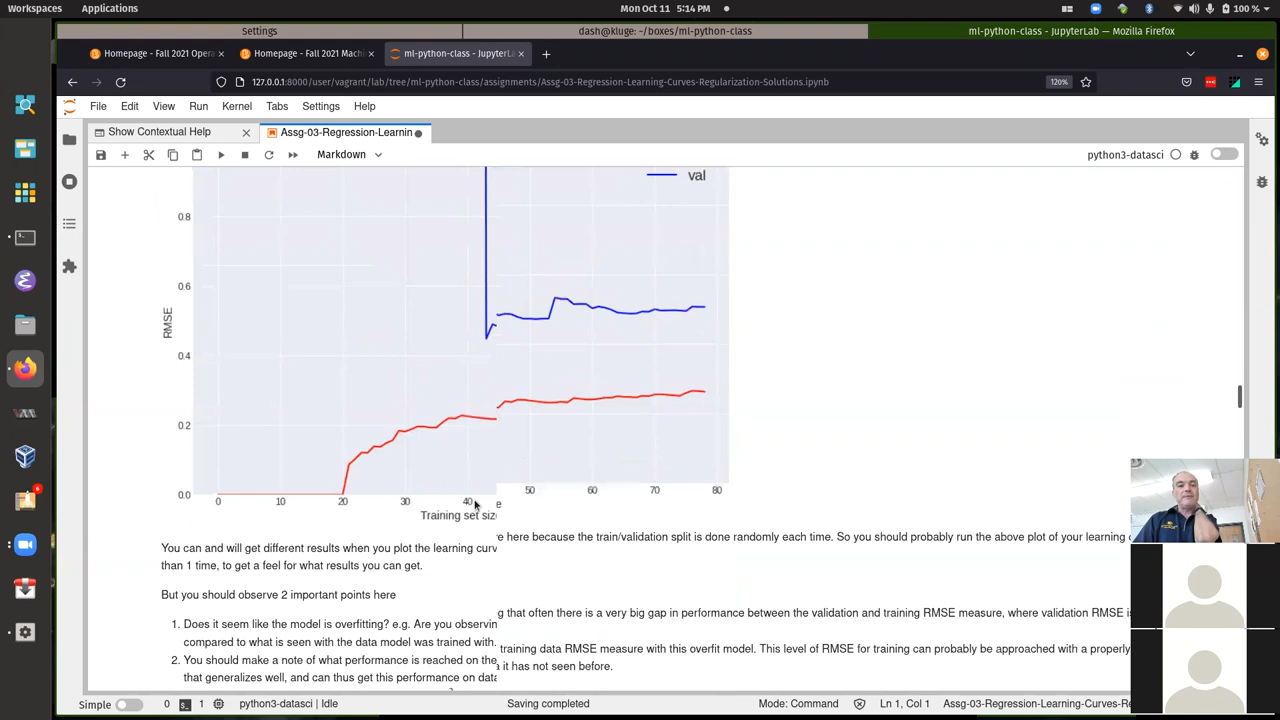 Applications
Mon Oct 11 5:14 PM
100 %
Settings
dash@kluge: ~/boxes/ml-python-class
ml-python-class - JupyterLab — Mozilla Firefox
Homepage - Fall 2021 Opera
Homepage - Fall 2021 Machi
ml-python-class - JupyterLab
127.0.0.1:8000/user/vagrant/lab/tree/ml-python-class/assignments/Assg-03-Regression-Learning-Curves-Regularization-Solutions.ipynb
120%
File Edit View Run Kernel Tabs Settings Help
Show Contextual Help
Assg-03-Regression-Learnin
Markdown
python3-datasci
val
0.8
0.6
RMSE
0.4
0.2
0.0
0 10 20 30 40 50 60 70 80
Training set siz e
You can and will get different results when you plot the learning curv e here because the train/validation split is done randomly each time. So you should probably run the above plot of your learning
than 1 time, to get a feel for what results you can get.
But you should observe 2 important points here
1. Does it seem like the model is overfitting? e.g. Are you observin g that often there is a very big gap in performance between the validation and training RMSE measure, where validation RMSE is
compared to what is seen with the data model was trained with.
2. You should make a note of what performance is reached on the training data RMSE measure with this overfit model. This level of RMSE for training can probably be approached with a properly
that generalizes well, and can thus get this performance on data it has not seen before.
Simple 0 1 python3-datasci | Idle Saving completed Mode: Command Ln 1, Col 1 Assg-03-Regression-Learning-Curves-Re